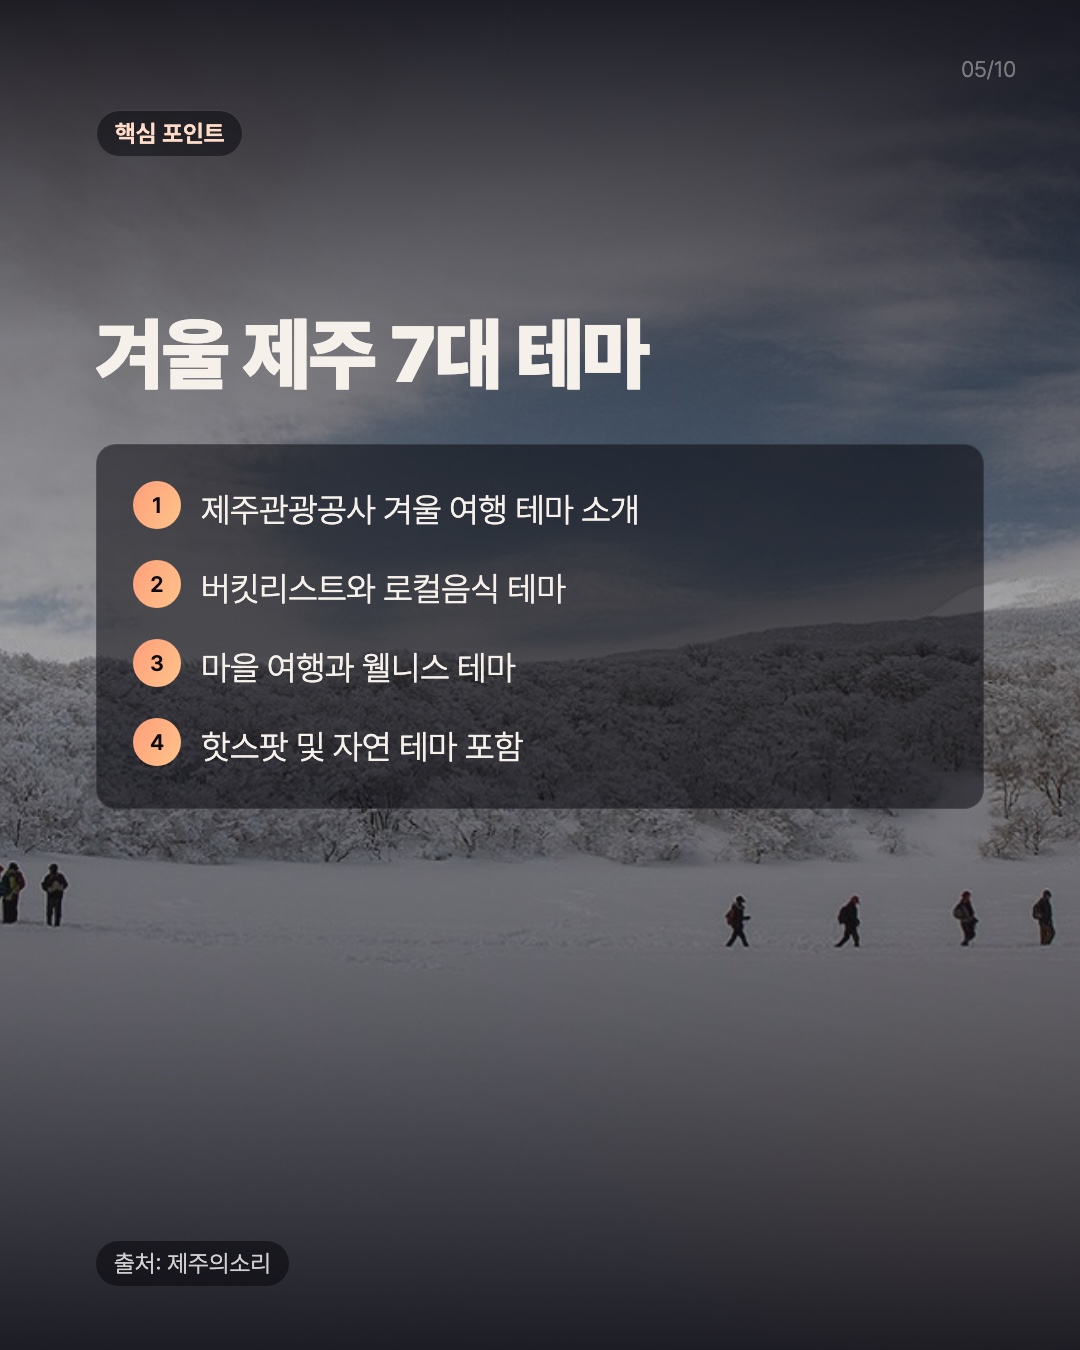 05/10
핵심 포인트
겨울 제주 7대 테마
1 제주관광공사 겨울 여행 테마 소개
2 버킷리스트와 로컬음식 테마
3 마을 여행과 웰니스 테마
4 핫스팟 및 자연 테마 포함
출처: 제주의소리